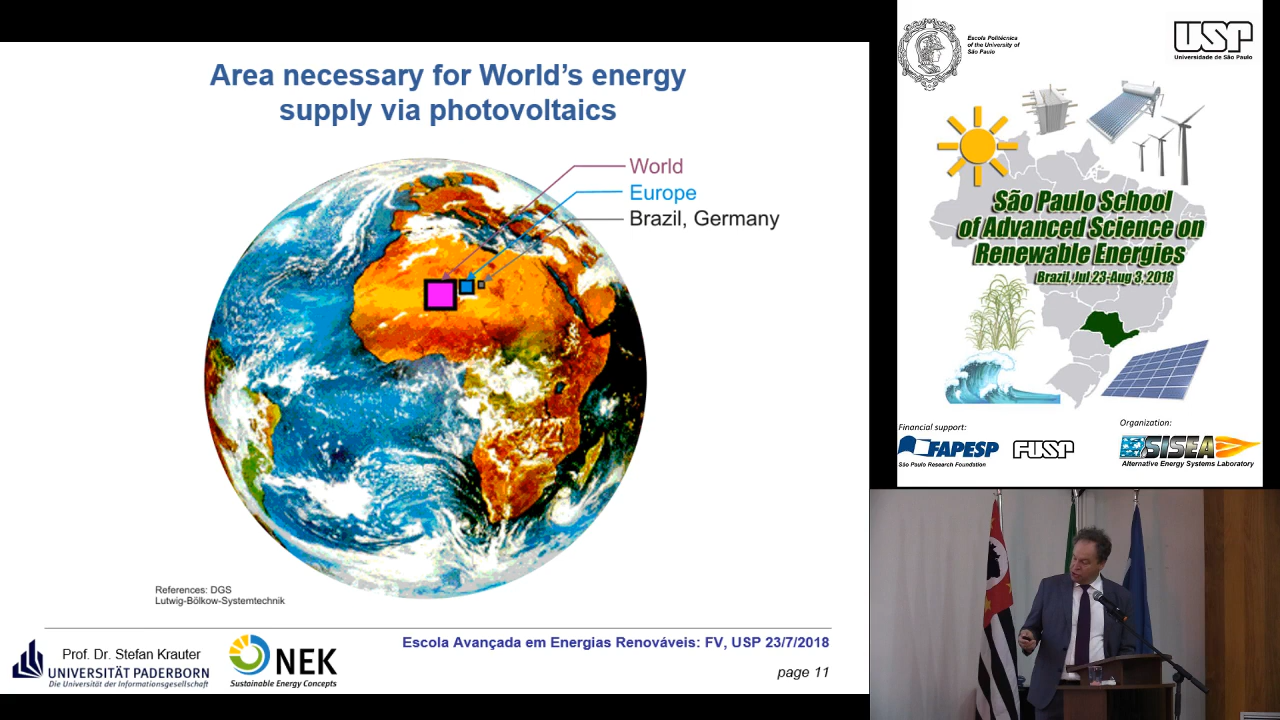 Area necessary for World's energy
supply via photovoltaics
World
Europe
Brazil, Germany
References: DGS
Lutwig-Bölkow-Systemtechnik
Prof. Dr. Stefan Krauter
UNIVERSITÄT PADERBORN
Die Universität der Informationsgesellschaft
NEK
Sustainable Energy Concepts
Escola Avançada em Energias Renováveis: FV, USP 23/7/2018
page 11
Escola Politécnica
of the University of
São Paulo
USP
Universidade de São Paulo
São Paulo School
of Advanced Science on
Renewable Energies
Brazil, Jul 23-Aug 3, 2018
Financial support:
FAPESP
São Paulo Research Foundation
FUSP
Organization:
SISEA
Alternative Energy Systems Laboratory